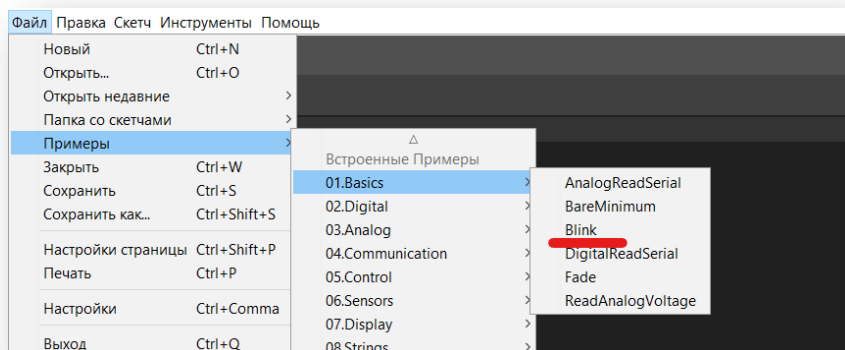 Файл Правка Скетч Инструменты Помощь
Новый Ctrl+N
Открыть... Ctrl+O
Открыть недавние
Папка со скетчами
Примеры
Закрыть Ctrl+W
Сохранить Ctrl+S
Сохранить как... Ctrl+Shift+S
Настройки страницы Ctrl+Shift+P
Печать Ctrl+P
Настройки Ctrl+Comma
Выход Ctrl+Q
Встроенные Примеры
01.Basics
02.Digital
03.Analog
04.Communication
05.Control
06.Sensors
07.Display
08.Strings
AnalogReadSerial
BareMinimum
Blink
DigitalReadSerial
Fade
ReadAnalogVoltage